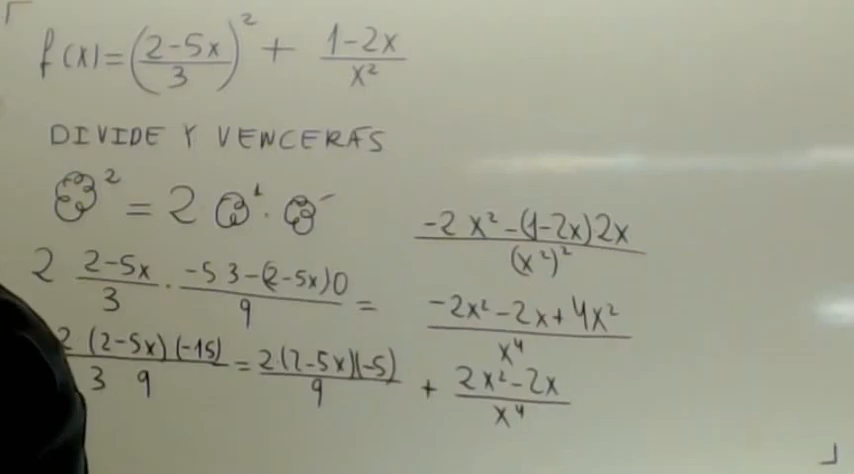 f(x)=((2-5x)/3)² + (1-2x)/x²
DIVIDE Y VENCERÁS
² = 2 ¹ · ′
2 (2-5x)/3 · (-5 3-(2-5x)0)/9 =
2 (2-5x)(-15)/(3 9) = 2·(2-5x)(-5)/9 + (2x²-2x)/x⁴
(-2x²-(1-2x)2x)/(x²)²
(-2x²-2x+4x²)/x⁴